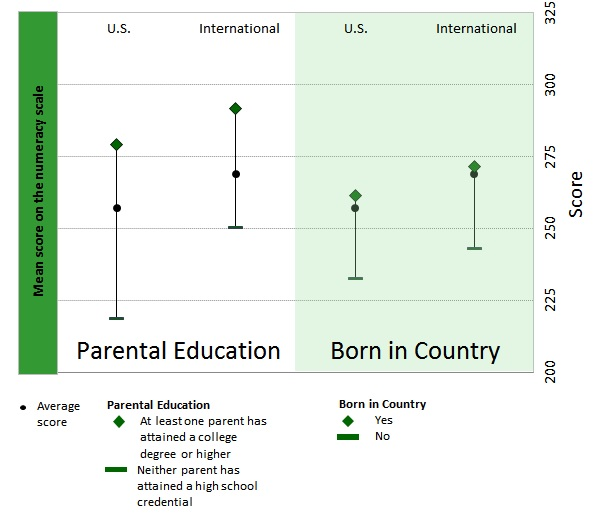 U.S. International U.S. International
Mean score on the numeracy scale
325
300
275
250
225
200
Score
Parental Education Born in Country
Average
score
Parental Education
At least one parent has
attained a college
degree or higher
Neither parent has
attained a high school
credential
Born in Country
Yes
No